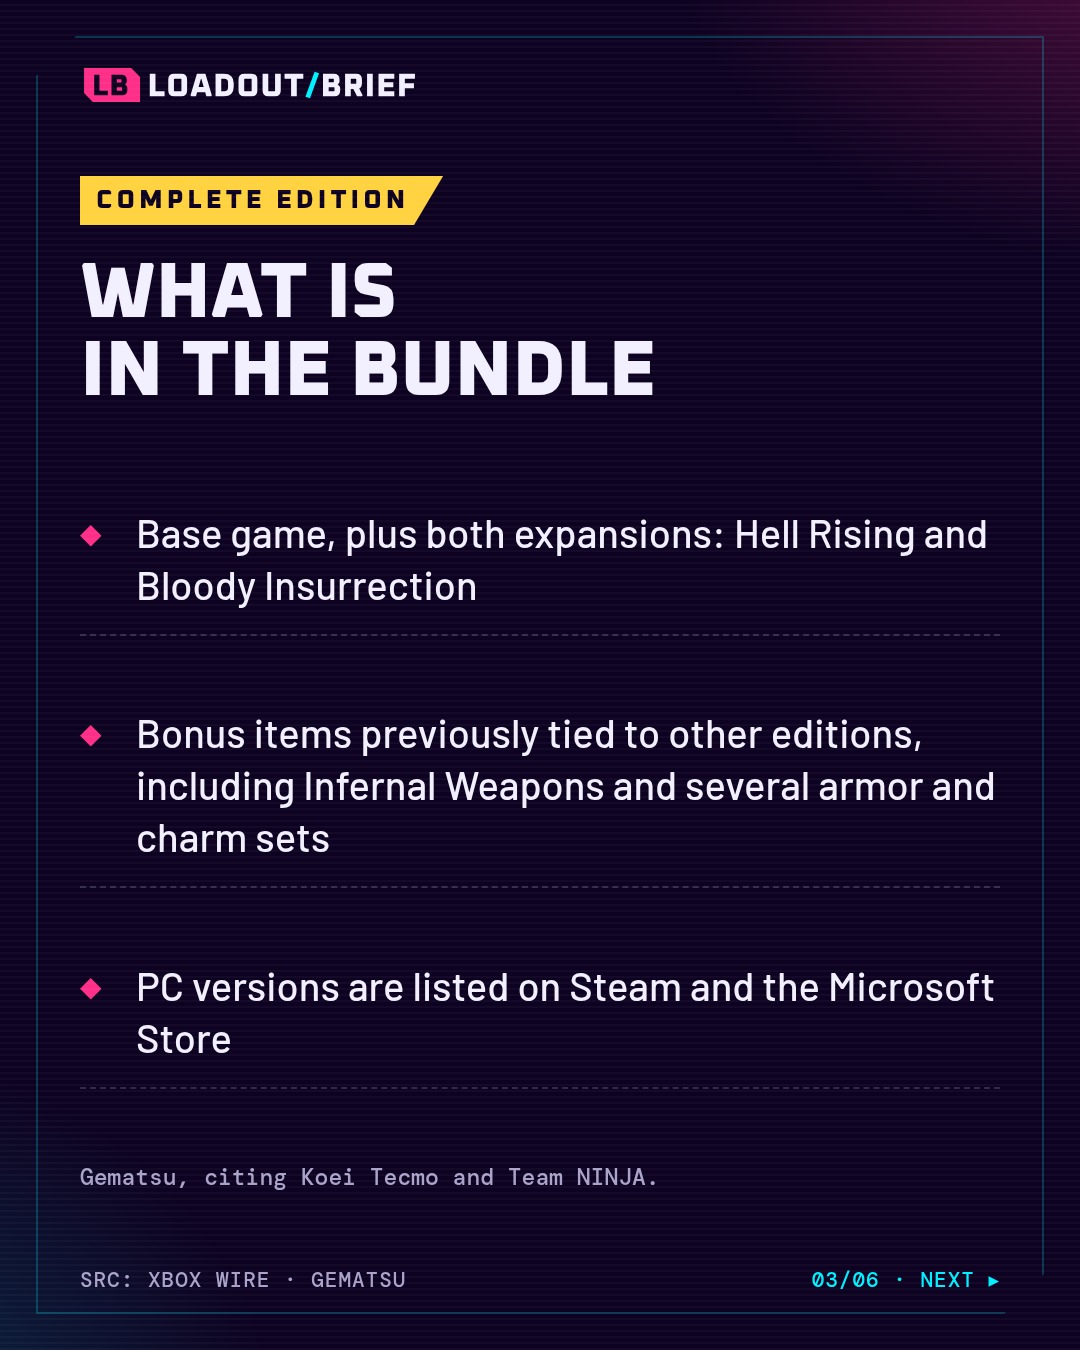 LB LOADOUT/BRIEF
COMPLETE EDITION
WHAT IS
IN THE BUNDLE
◆ Base game, plus both expansions: Hell Rising and
Bloody Insurrection
◆ Bonus items previously tied to other editions,
including Infernal Weapons and several armor and
charm sets
◆ PC versions are listed on Steam and the Microsoft
Store
Gematsu, citing Koei Tecmo and Team NINJA.
SRC: XBOX WIRE · GEMATSU
03/06 · NEXT ▶